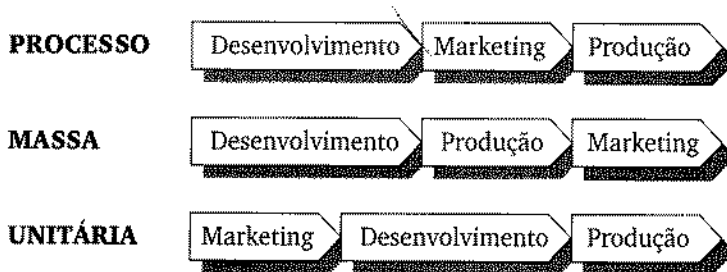 PROCESSO Desenvolvimento Marketing Produção
MASSA Desenvolvimento Produção Marketing
UNITÁRIA Marketing Desenvolvimento Produção